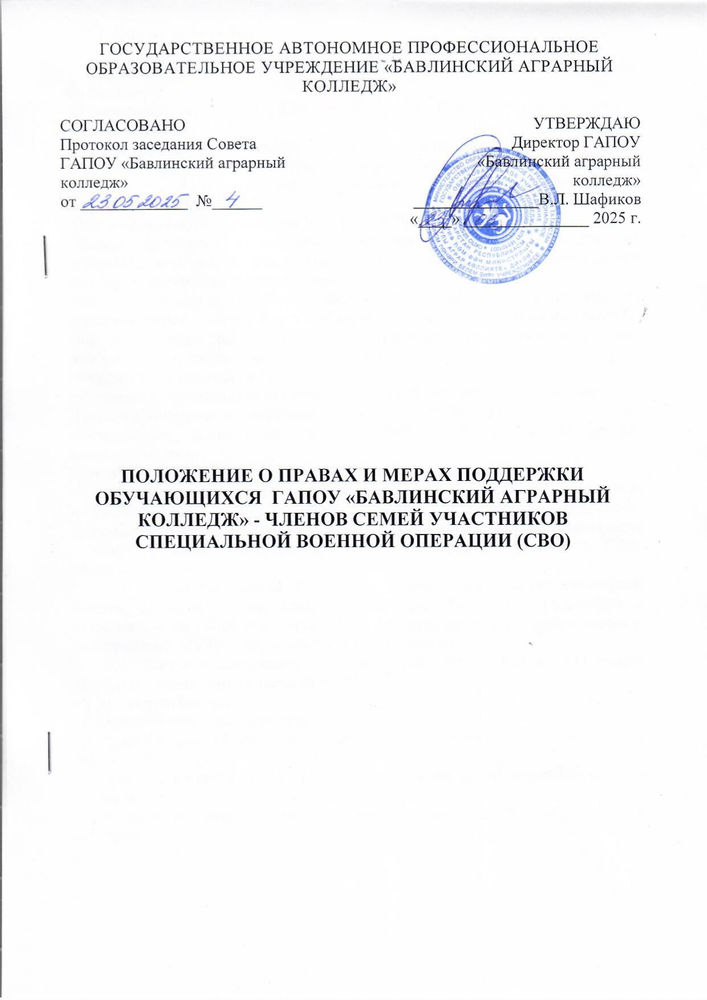 ГОСУДАРСТВЕННОЕ АВТОНОМНОЕ ПРОФЕССИОНАЛЬНОЕ
ОБРАЗОВАТЕЛЬНОЕ УЧРЕЖДЕНИЕ «БАВЛИНСКИЙ АГРАРНЫЙ
КОЛЛЕДЖ»
СОГЛАСОВАНО
Протокол заседания Совета
ГАПОУ «Бавлинский аграрный
колледж»
от 23.05.2025 № 4
УТВЕРЖДАЮ
Директор ГАПОУ
«Бавлинский аграрный
колледж»
В.Л. Шафиков
«23» 05 2025 г.
ПОЛОЖЕНИЕ О ПРАВАХ И МЕРАХ ПОДДЕРЖКИ
ОБУЧАЮЩИХСЯ ГАПОУ «БАВЛИНСКИЙ АГРАРНЫЙ
КОЛЛЕДЖ» - ЧЛЕНОВ СЕМЕЙ УЧАСТНИКОВ
СПЕЦИАЛЬНОЙ ВОЕННОЙ ОПЕРАЦИИ (СВО)